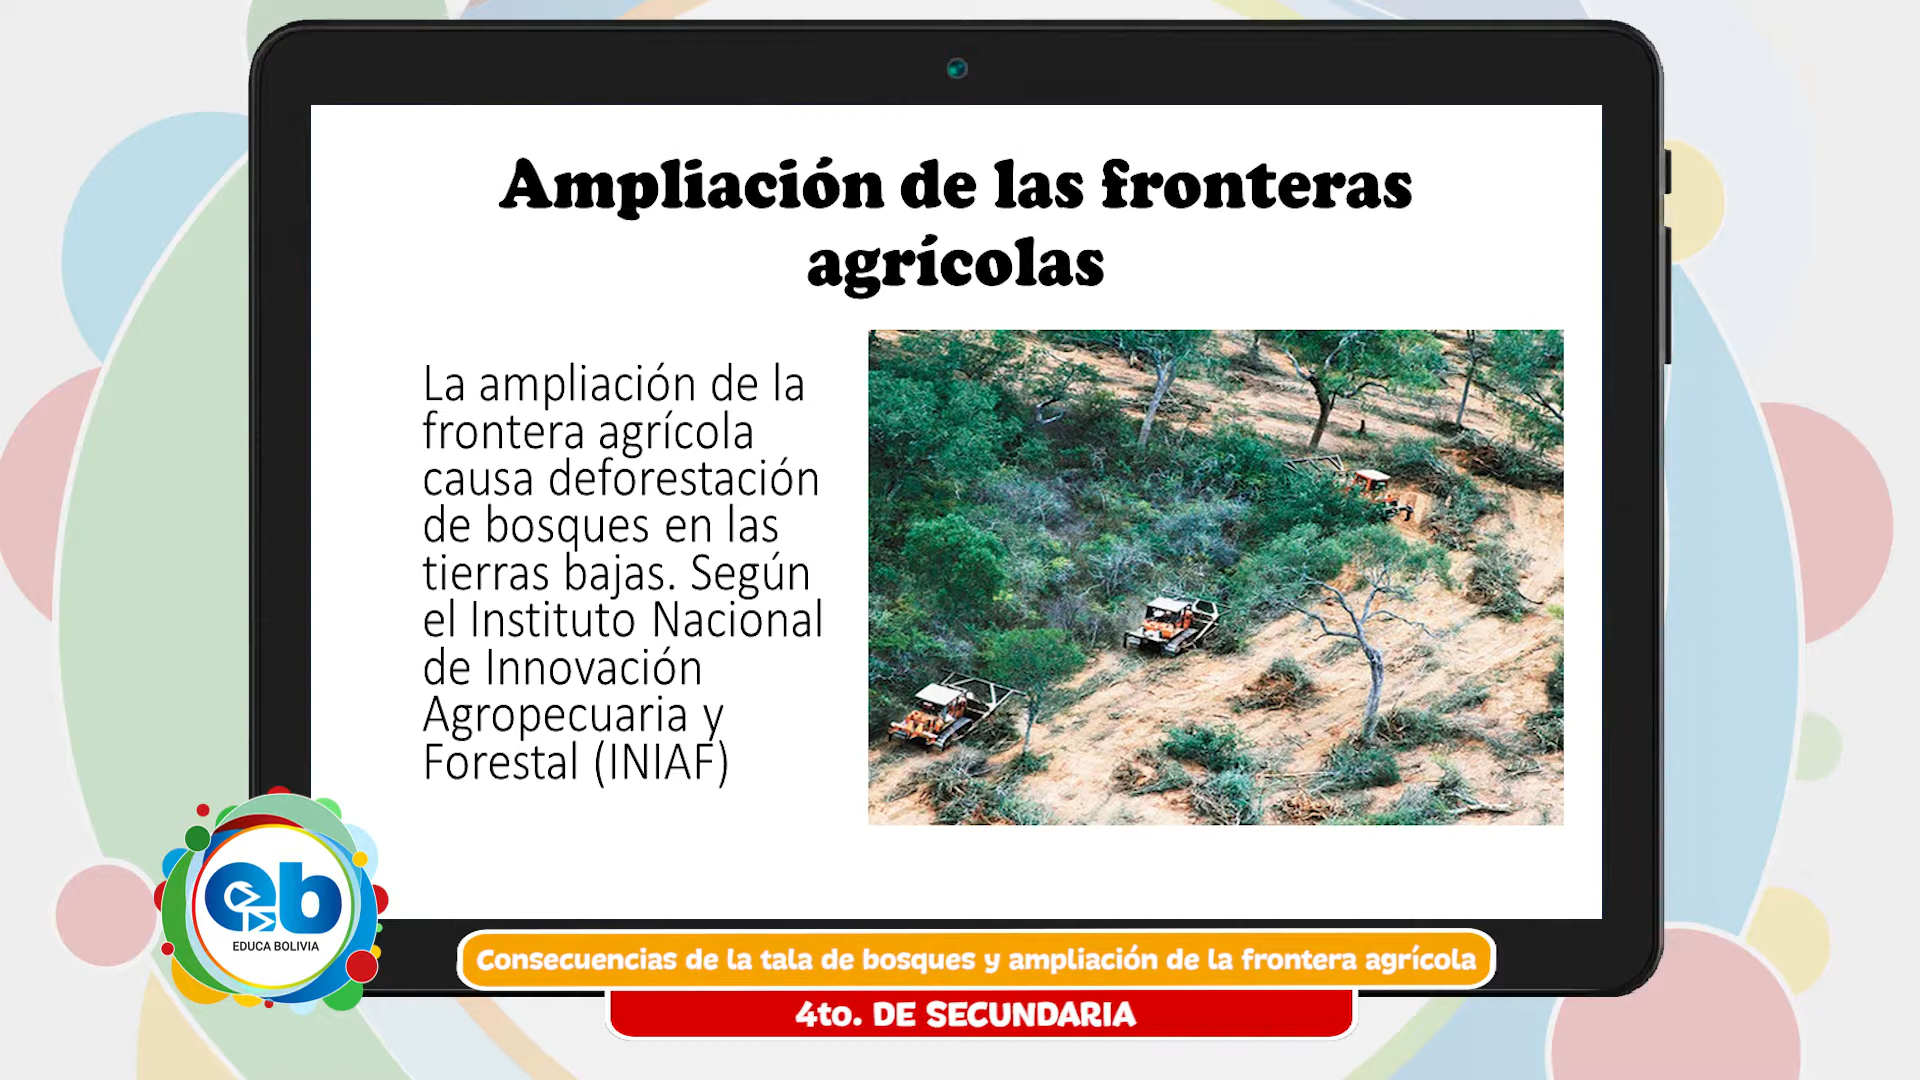 Ampliación de las fronteras
agrícolas
La ampliación de la
frontera agrícola
causa deforestación
de bosques en las
tierras bajas. Según
el Instituto Nacional
de Innovación
Agropecuaria y
Forestal (INIAF)
eb
EDUCA BOLIVIA
Consecuencias de la tala de bosques y ampliación de la frontera agrícola
4to. DE SECUNDARIA